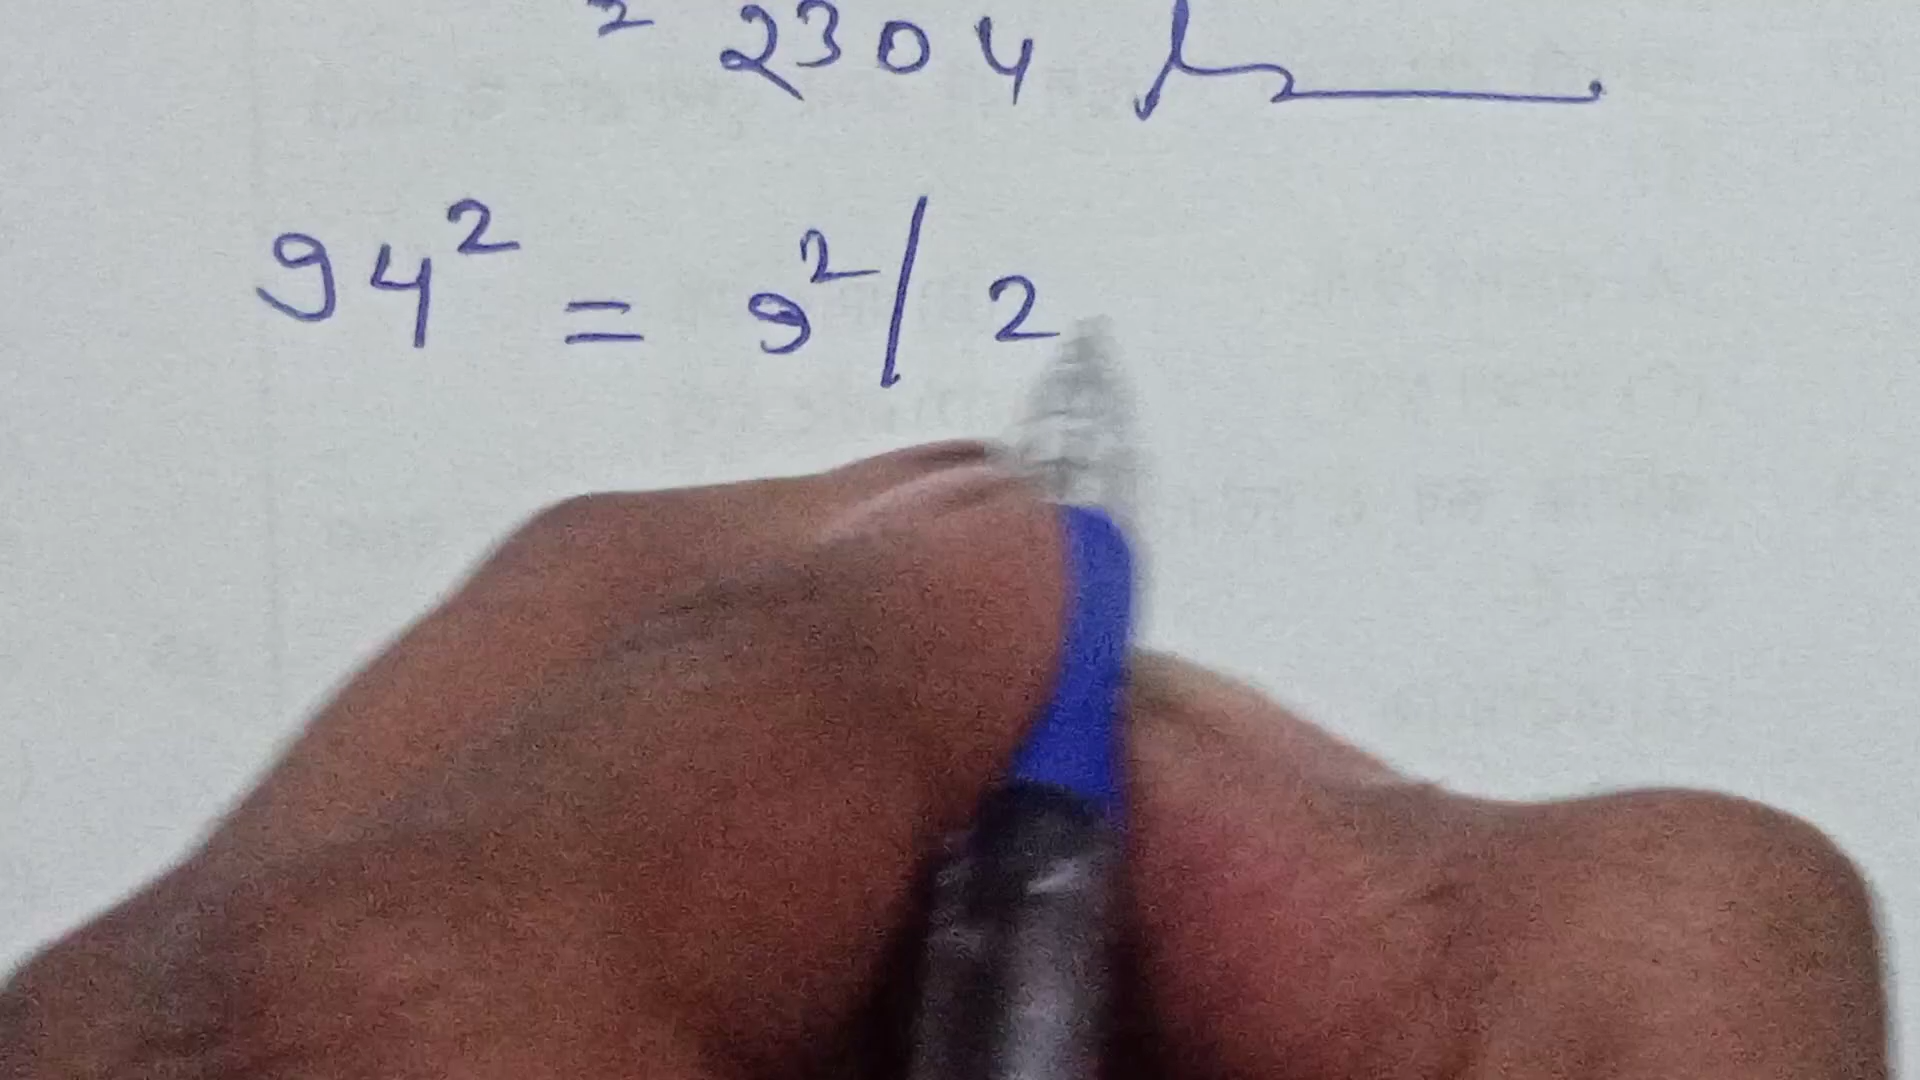 = 2304
94² = 9² / 2